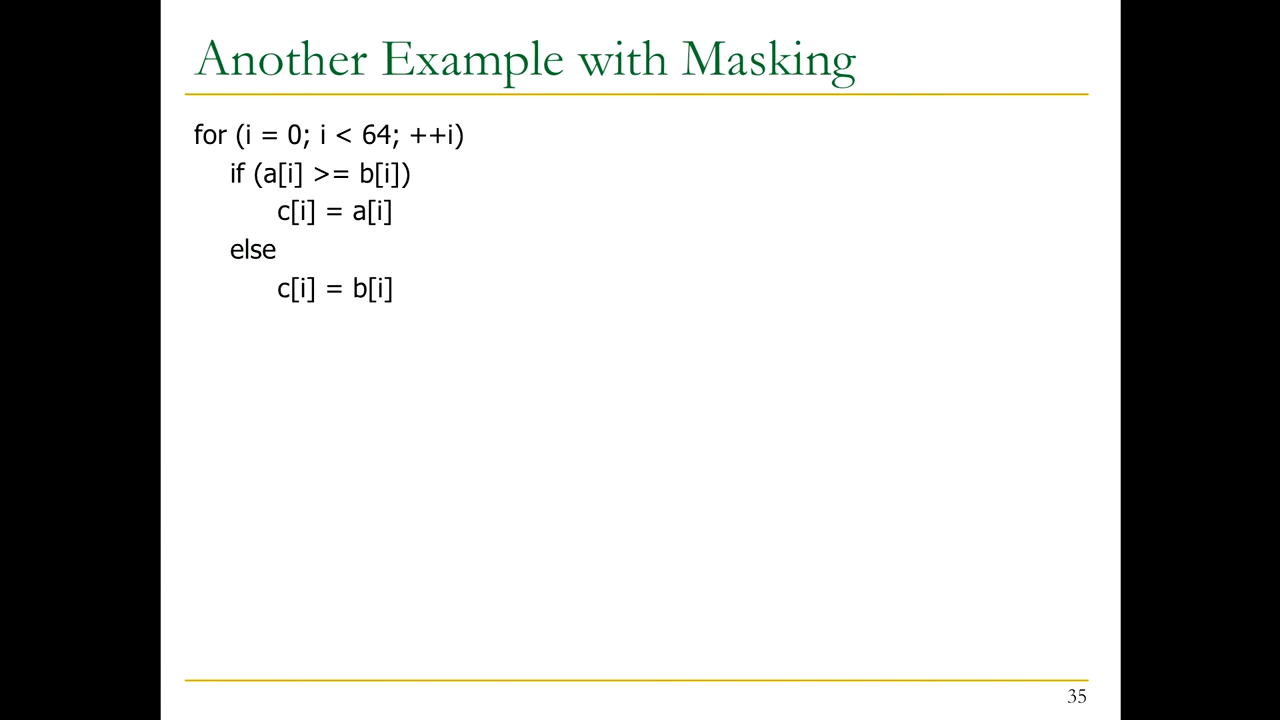 Another Example with Masking
for (i = 0; i < 64; ++i)
if (a[i] >= b[i])
c[i] = a[i]
else
c[i] = b[i]
35